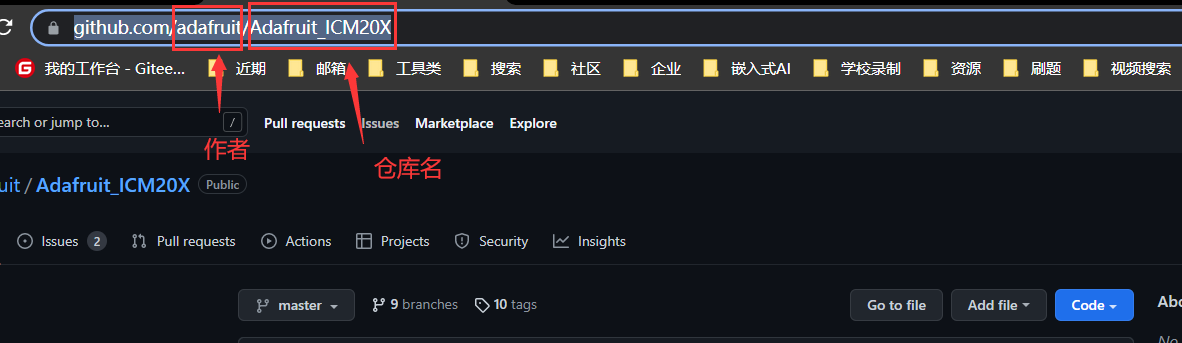 github.com/adafruit/Adafruit_ICM20X
G 我的工作台 - Gitee... 近期 邮箱 工具类 搜索 社区 企业 嵌入式AI 学校录制 资源 刷题 视频搜索
earch or jump to... / Pull requests Issues Marketplace Explore
作者
仓库名
uit / Adafruit_ICM20X Public
Issues 2 Pull requests Actions Projects Security Insights
master 9 branches 10 tags Go to file Add file Code Abo
No